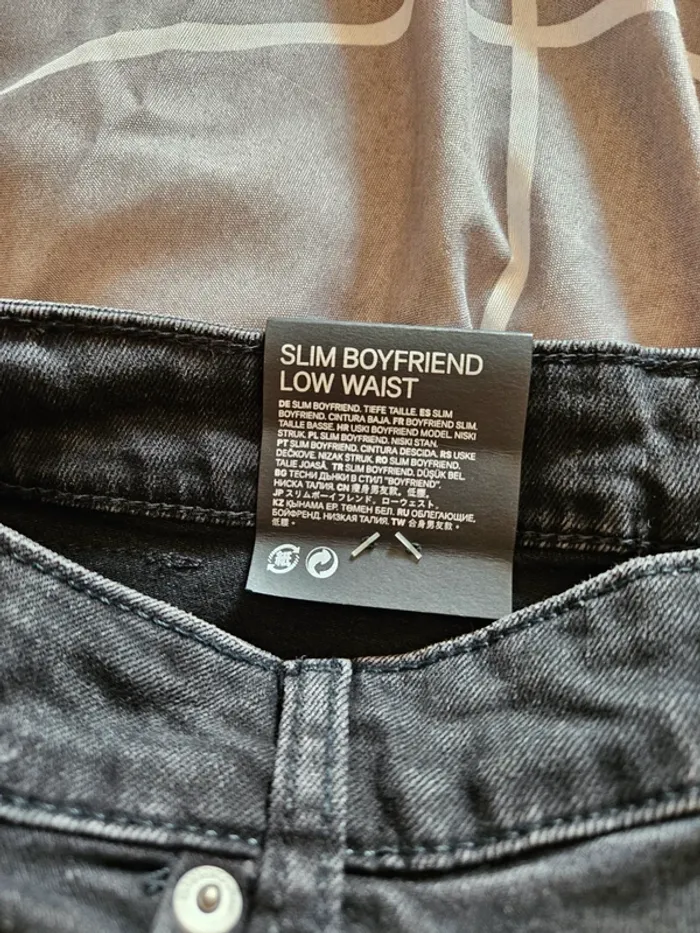 SLIM BOYFRIEND
LOW WAIST
DE SLIM BOYFRIEND. TIEFE TAILLE. ES SLIM
BOYFRIEND. CINTURA BAJA. FR BOYFRIEND SLIM.
TAILLE BASSE. HR USKI BOYFRIEND MODEL. NISKI
STRUK. PL SLIM BOYFRIEND. NISKI STAN.
PT SLIM BOYFRIEND. CINTURA DESCIDA. RS USKE
DEČKOVE. NIZAK STRUK. RO SLIM BOYFRIEND.
TALIE JOASĂ. TR SLIM BOYFRIEND. DÜŞÜK BEL.
BG ТЕСНИ ДЪНКИ В СТИЛ "BOYFRIEND".
НИСКА ТАЛИЯ. CN 瘦身男友款。低腰。
JP スリムボーイフレンド。ローウェスト。
KZ ҚЫНАМА ЕР. ТӨМЕН БЕЛ. RU ОБЛЕГАЮЩИЕ,
БОЙФРЕНД. НИЗКАЯ ТАЛИЯ. TW 合身男友款。
低腰。
紙